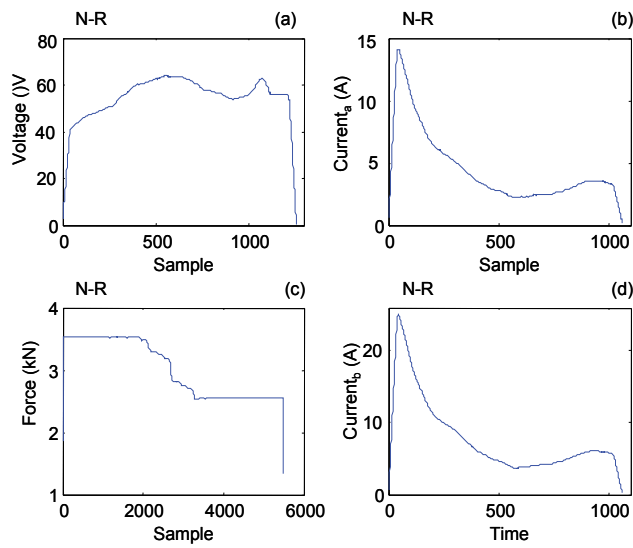 N-R (a)
80
60
40
20
0
Voltage ()V
0 500 1000
Sample
N-R (b)
15
10
5
0
Currentₐ (A)
0 500 1000
Sample
N-R (c)
4
3
2
1
Force (kN)
0 2000 4000 6000
Sample
N-R (d)
20
10
0
Current_b (A)
0 500 1000
Time